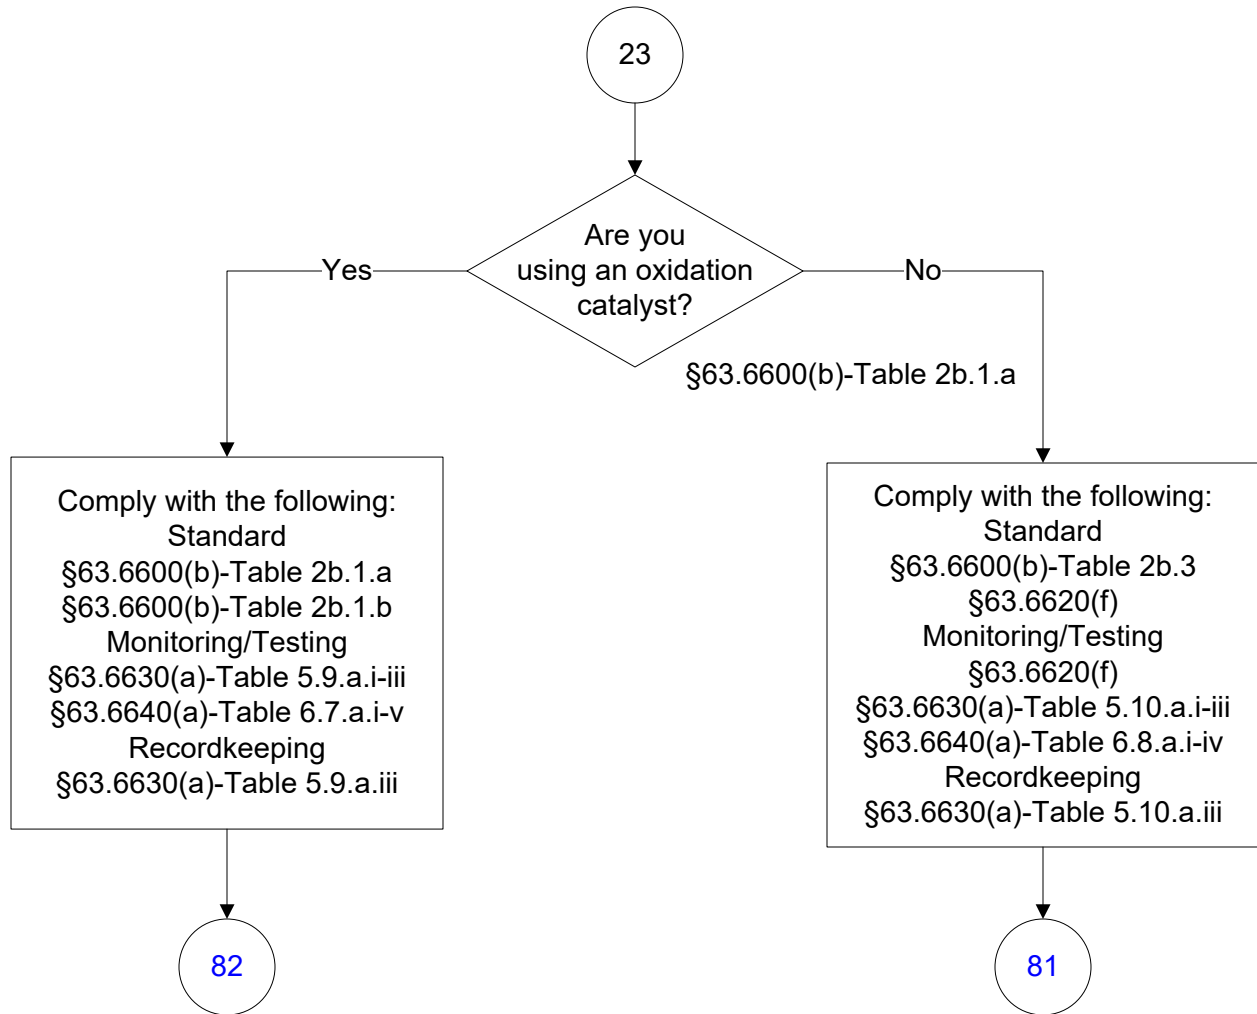 23
Are you
using an oxidation
catalyst?
Yes
No
§63.6600(b)-Table 2b.1.a
Comply with the following:
Standard
§63.6600(b)-Table 2b.1.a
§63.6600(b)-Table 2b.1.b
Monitoring/Testing
§63.6630(a)-Table 5.9.a.i-iii
§63.6640(a)-Table 6.7.a.i-v
Recordkeeping
§63.6630(a)-Table 5.9.a.iii
Comply with the following:
Standard
§63.6600(b)-Table 2b.3
§63.6620(f)
Monitoring/Testing
§63.6620(f)
§63.6630(a)-Table 5.10.a.i-iii
§63.6640(a)-Table 6.8.a.i-iv
Recordkeeping
§63.6630(a)-Table 5.10.a.iii
82
81